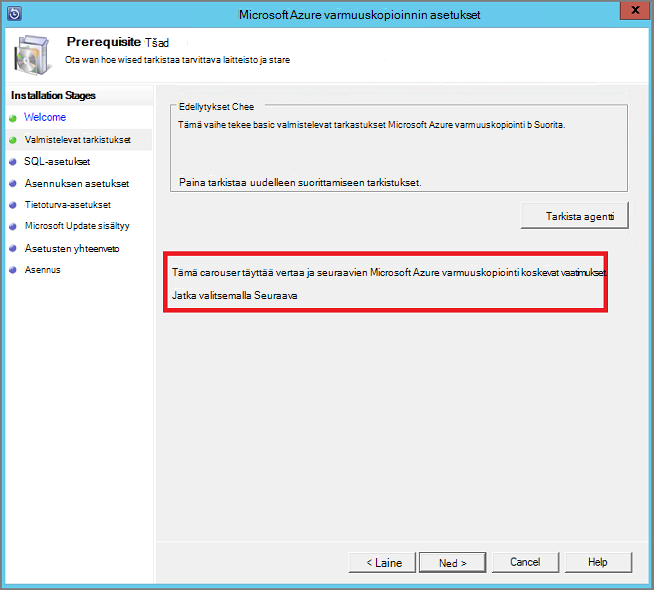 Microsoft Azure varmuuskopioinnin asetukset
x
Prerequisite Tšad
Ota wan hoe wised tarkistaa tarvittava laitteisto ja stare
Installation Stages
Welcome
Valmistelevat tarkistukset
SQL-asetukset
Asennuksen asetukset
Tietoturva-asetukset
Microsoft Update sisältyy
Asetusten yhteenveto
Asennus
Edellytykset Chee
Tämä vaihe tekee basic valmistelevat tarkastukset Microsoft Azure varmuuskopiointi b Suorita.
Paina tarkistaa uudelleen suorittamiseen tarkistukset.
Tarkista agentti
Tämä carouser täyttää vertaa ja seuraavien Microsoft Azure varmuuskopiointi koskevat vaatimukset.
Jatka valitsemalla Seuraava
< Laine
Ned >
Cancel
Help